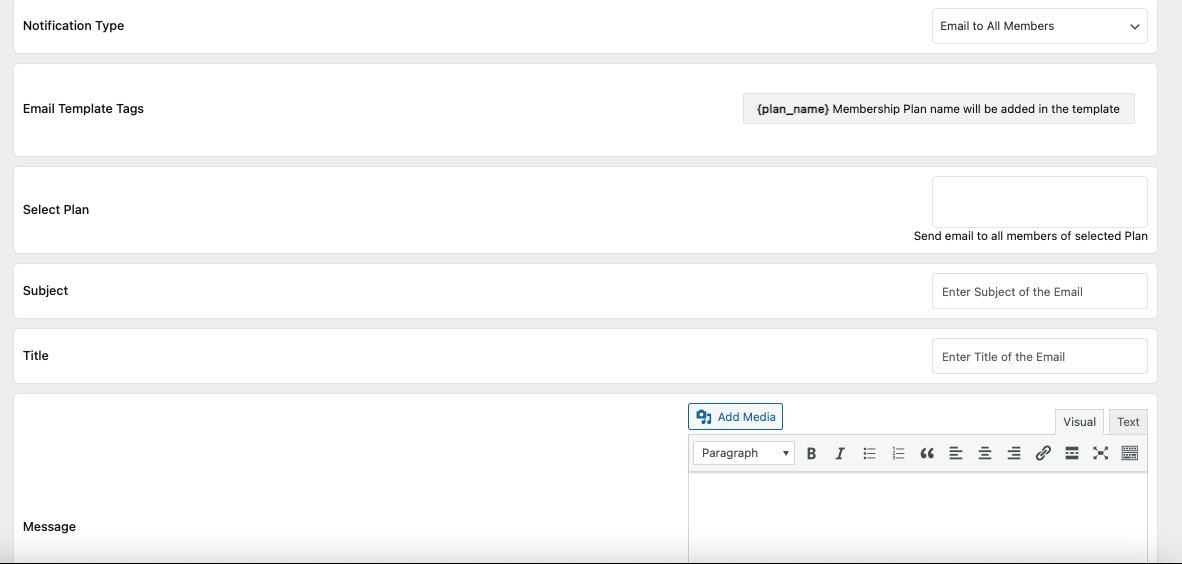 Notification Type
Email to All Members
Email Template Tags
{plan_name} Membership Plan name will be added in the template
Select Plan
Send email to all members of selected Plan
Subject
Enter Subject of the Email
Title
Enter Title of the Email
Add Media
Visual Text
Paragraph
Message